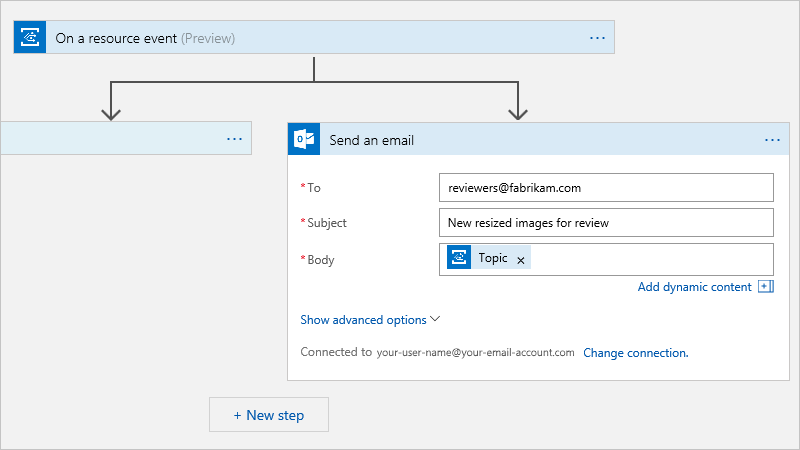 On a resource event (Preview)
...
...
Send an email
...
*To
reviewers@fabrikam.com
*Subject
New resized images for review
*Body
Topic ×
Add dynamic content
Show advanced options
Connected to your-user-name@your-email-account.com Change connection.
+ New step